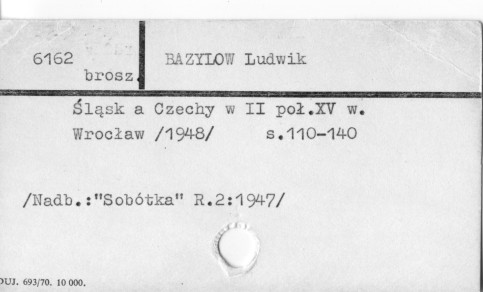 6162 BAZYLOW Ludwik
brosz.
Śląsk a Czechy w II poł.XV w.
Wrocław /1948/ s.110-140
/Nadb.:"Sobótka" R.2:1947/
DUJ. 693/70. 10 000.